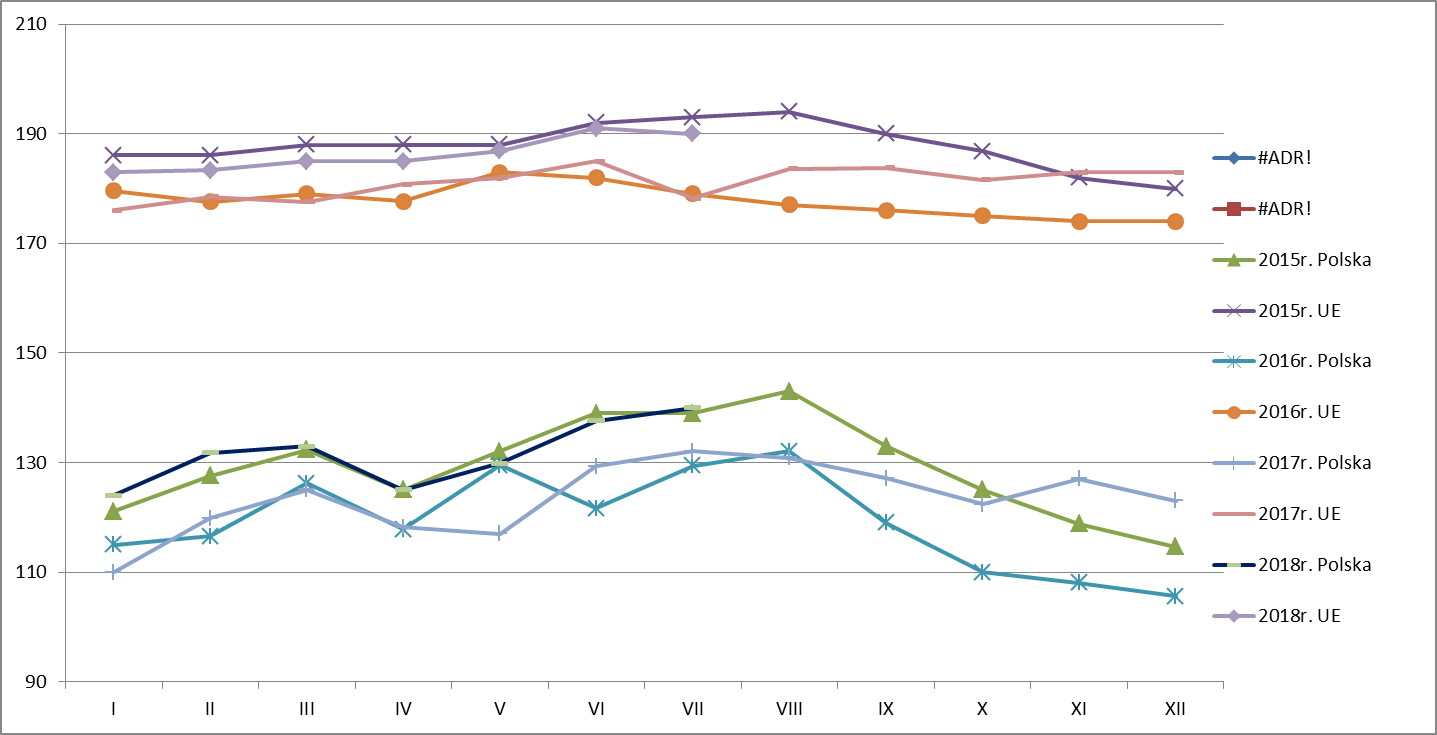 210
190
170
150
130
110
90
I II III IV V VI VII VIII IX X XI XII
#ADR!
#ADR!
2015r. Polska
2015r. UE
2016r. Polska
2016r. UE
2017r. Polska
2017r. UE
2018r. Polska
2018r. UE